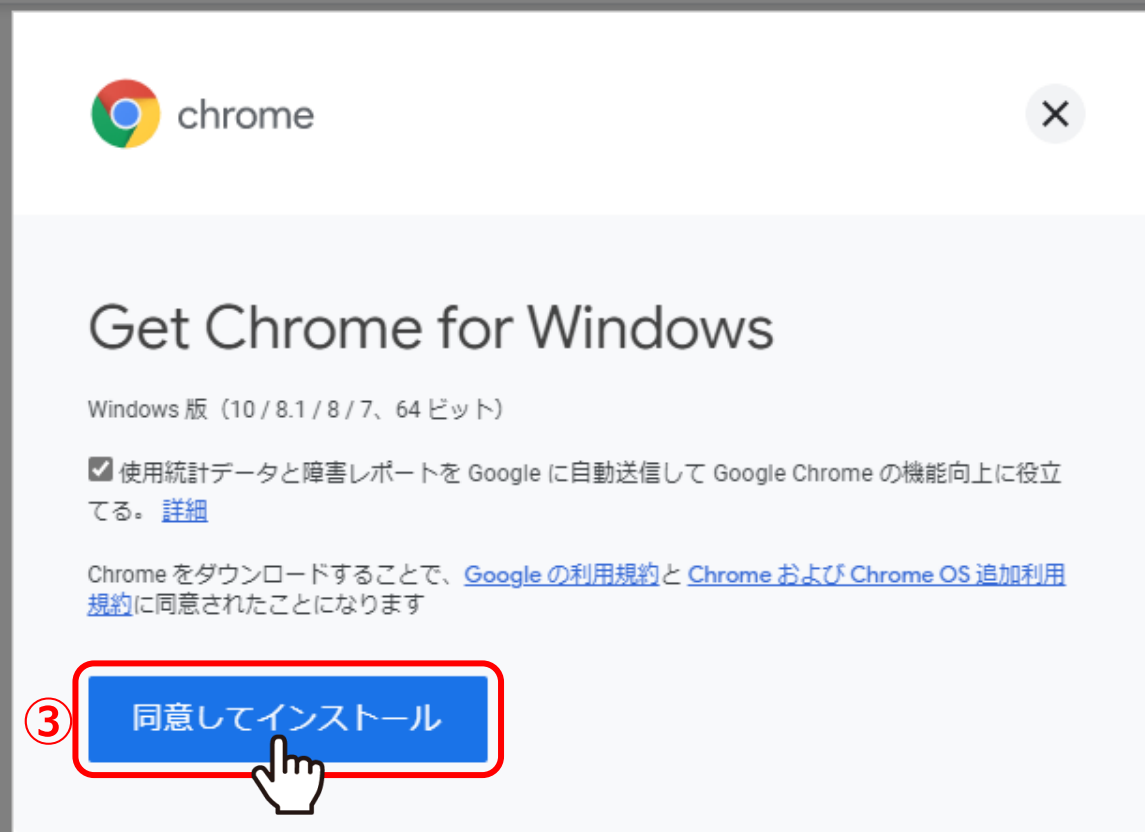 chrome
Get Chrome for Windows
Windows 版（10 / 8.1 / 8 / 7、64 ビット）
使用統計データと障害レポートを Google に自動送信して Google Chrome の機能向上に役立
てる。 詳細
Chrome をダウンロードすることで、Google の利用規約と Chrome および Chrome OS 追加利用
規約に同意されたことになります
③ 同意してインストール